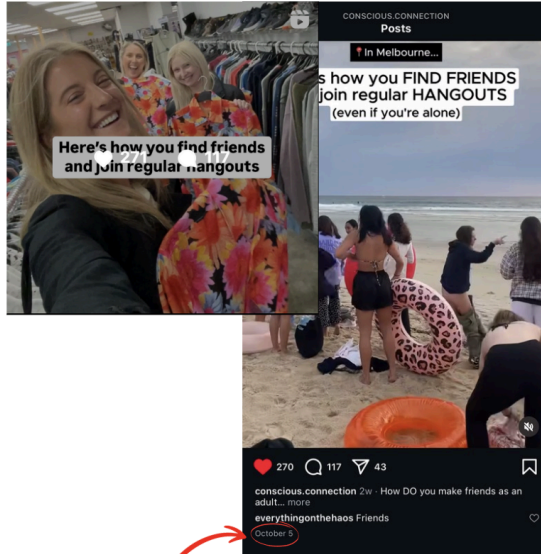 Here's how you find friends
and join regular hangouts
271 117
CONSCIOUS.CONNECTION
Posts
In Melbourne...
s how you FIND FRIENDS
join regular HANGOUTS
(even if you're alone)
270 117 43
conscious.connection 2w · How DO you make friends as an
adult... more
everythingonthehaos Friends
October 5